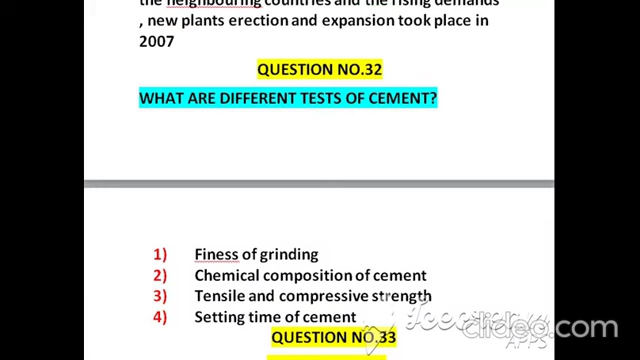 the neighbouring countries and the rising demands
, new plants erection and expansion took place in
2007
QUESTION NO.32
WHAT ARE DIFFERENT TESTS OF CEMENT?
1) Finess of grinding
2) Chemical composition of cement
3) Tensile and compressive strength
4) Setting time of cement
clideo.com
APPS
QUESTION NO.33